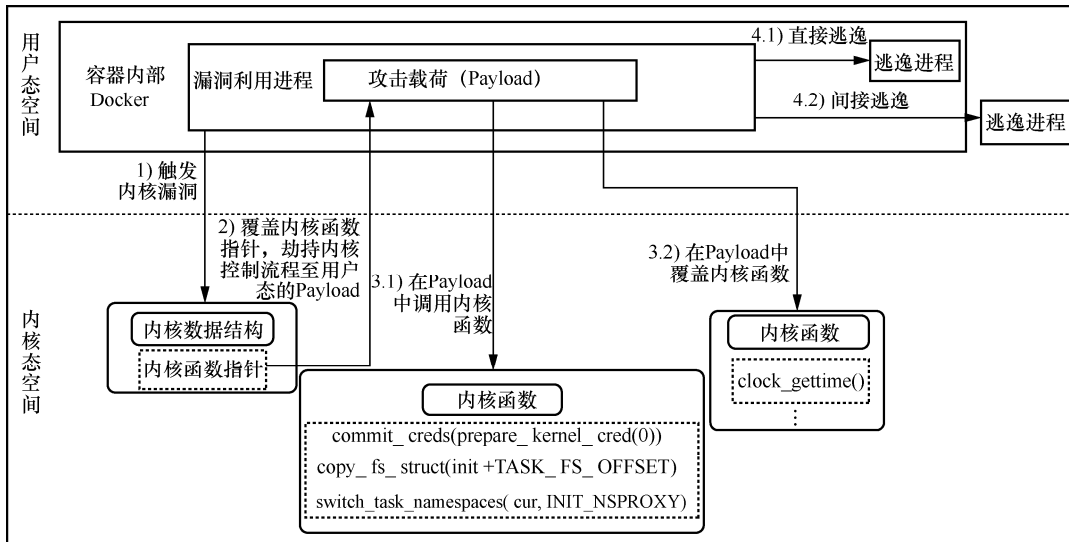 用户态空间
容器内部
Docker
漏洞利用进程
攻击载荷（Payload）
4.1) 直接逃逸
逃逸进程
4.2) 间接逃逸
逃逸进程
1) 触发
内核漏洞
2) 覆盖内核函数
指针，劫持内核
控制流程至用户
态的Payload
3.1) 在Payload
中调用内核
函数
3.2) 在Payload中
覆盖内核函数
内核态空间
内核数据结构
内核函数指针
内核函数
commit_ creds(prepare_ kernel_ cred(0))
copy_ fs_ struct(init +TASK_ FS_ OFFSET)
switch_task_namespaces( cur, INIT_NSPROXY)
内核函数
clock_gettime()
⋮